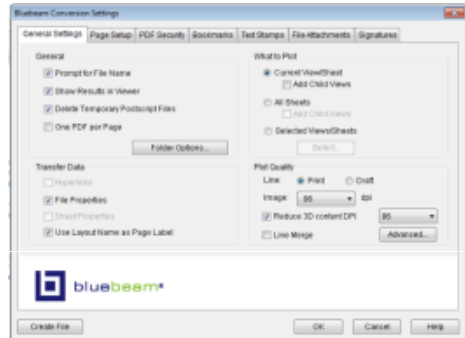 Bluebeam Conversion Settings
General Settings Page Setup PDF Security Bookmarks Text Stamps File Attachments Signatures
General
Prompt for File Name
Show Results in Viewer
Delete Temporary Postscript Files
One PDF per Page
Folder Options...
What to Plot
Current View/Sheet
Add Child Views
All Sheets
Add Child Views
Selected Views/Sheets
Select...
Transfer Data
Hyperlinks
File Properties
Sheet Properties
Use Layout Name as Page Label
Plot Quality
Line: Print Draft
Image: 96 dpi
Reduce 3D content DPI 96
Line Merge Advanced...
bluebeam®
Create File OK Cancel Help